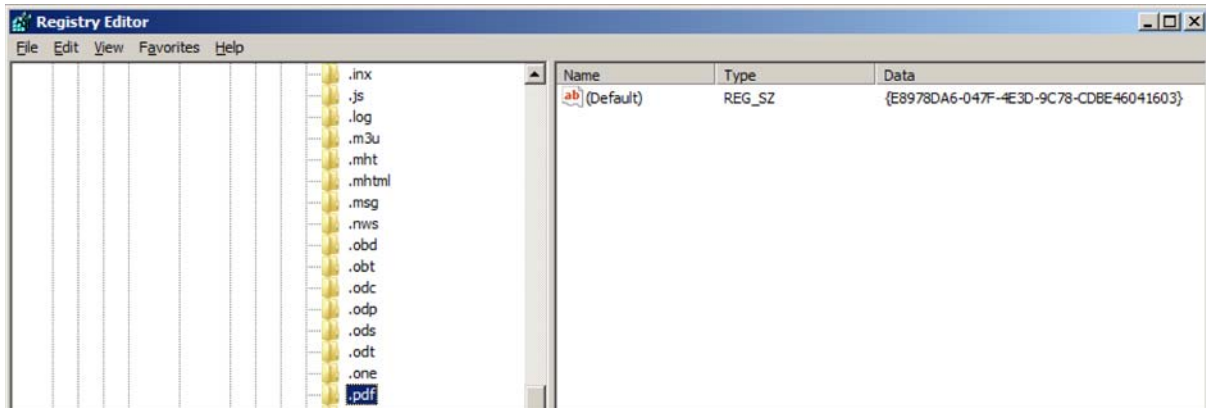 Registry Editor
File Edit View Favorites Help
.inx
.js
.log
.m3u
.mht
.mhtml
.msg
.nws
.obd
.obt
.odc
.odp
.ods
.odt
.one
.pdf
Name Type Data
ab (Default) REG_SZ {E8978DA6-047F-4E3D-9C78-CDBE46041603}